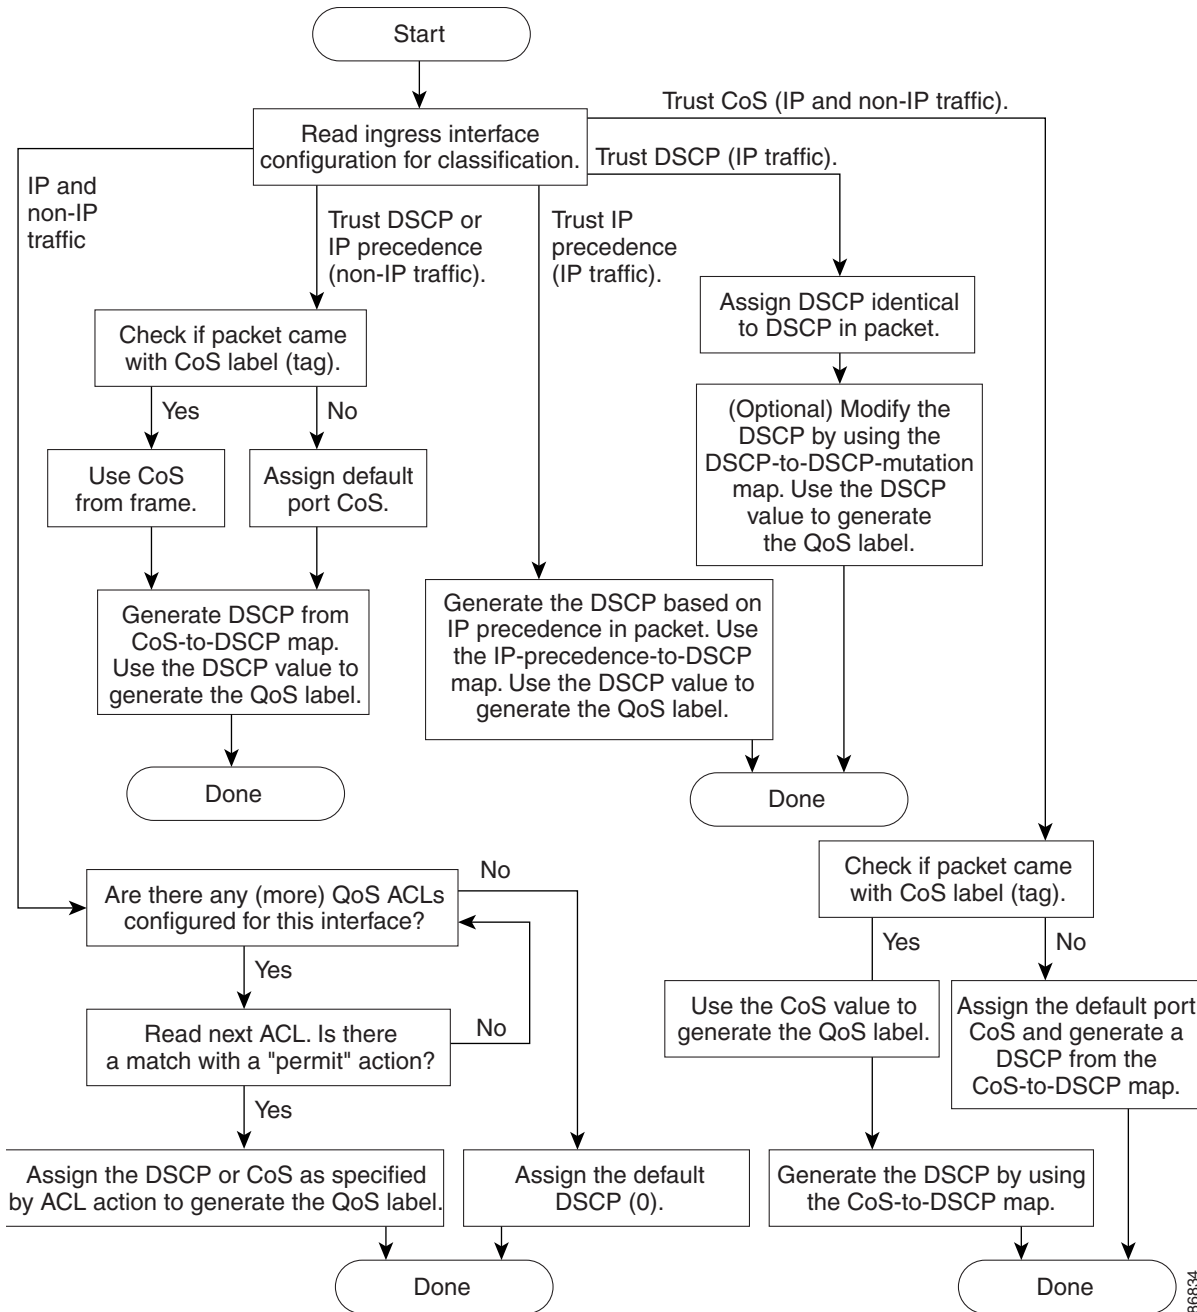 Start
Trust CoS (IP and non-IP traffic).
Read ingress interface
configuration for classification.
Trust DSCP (IP traffic).
IP and
non-IP
traffic
Trust DSCP or
IP precedence
(non-IP traffic).
Trust IP
precedence
(IP traffic).
Assign DSCP identical
to DSCP in packet.
Check if packet came
with CoS label (tag).
Yes
No
(Optional) Modify the
DSCP by using the
DSCP-to-DSCP-mutation
map. Use the DSCP
value to generate
the QoS label.
Use CoS
from frame.
Assign default
port CoS.
Generate DSCP from
CoS-to-DSCP map.
Use the DSCP value to
generate the QoS label.
Generate the DSCP based on
IP precedence in packet. Use
the IP-precedence-to-DSCP
map. Use the DSCP value to
generate the QoS label.
Done
Done
Are there any (more) QoS ACLs
configured for this interface?
No
Check if packet came
with CoS label (tag).
Yes
Yes
No
Read next ACL. Is there
a match with a "permit" action?
No
Use the CoS value to
generate the QoS label.
Assign the default port
CoS and generate a
DSCP from the
CoS-to-DSCP map.
Yes
Assign the DSCP or CoS as specified
by ACL action to generate the QoS label.
Assign the default
DSCP (0).
Generate the DSCP by using
the CoS-to-DSCP map.
Done
Done
86834